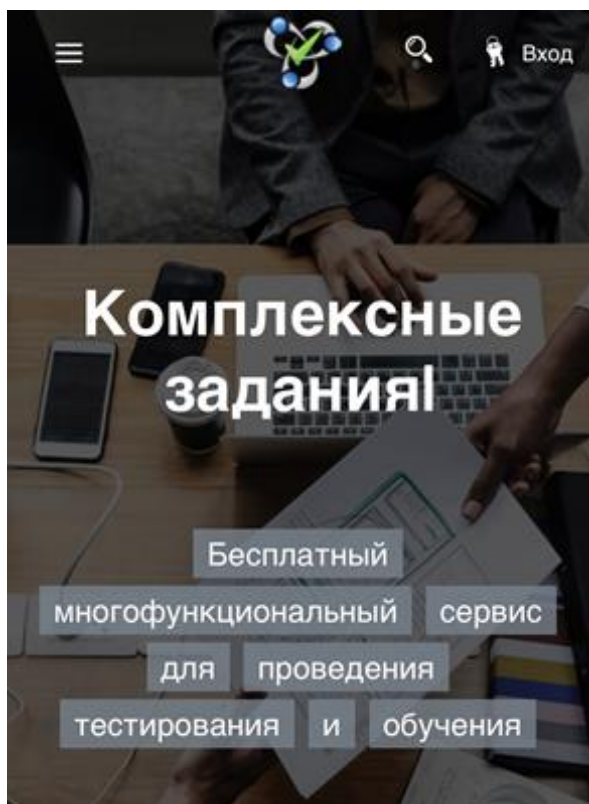 Вход
Комплексные
задания|
Бесплатный
многофункциональный сервис
для проведения
тестирования и обучения